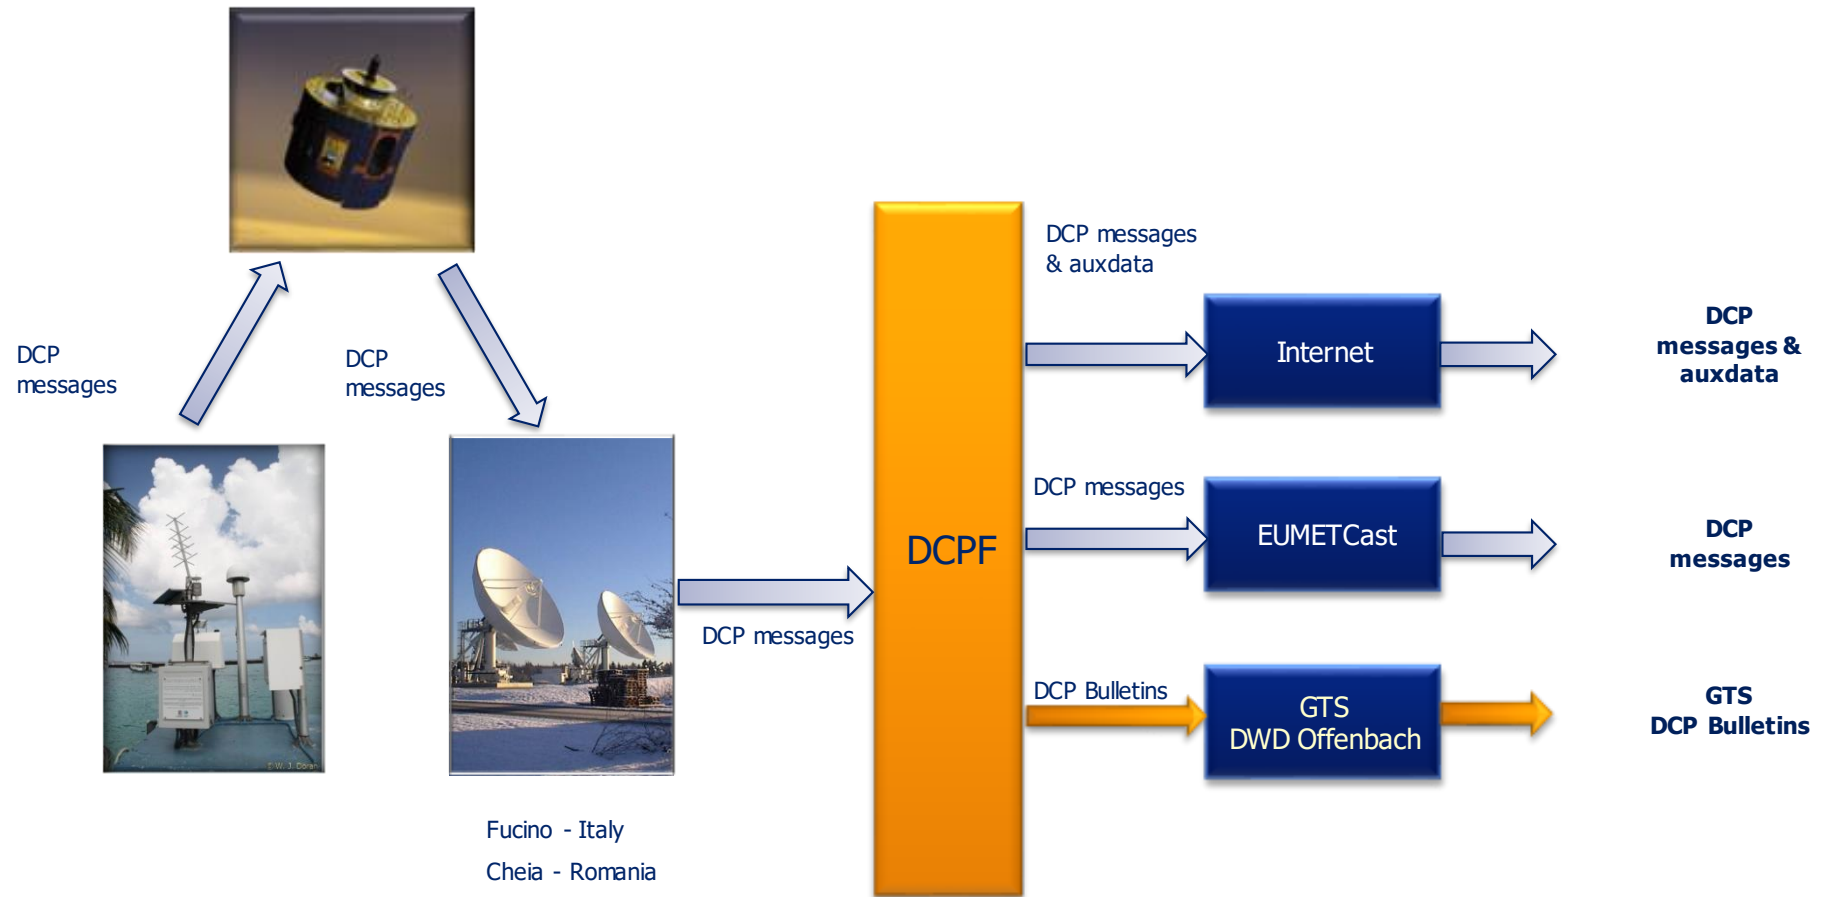 DCP
messages
DCP
messages
© W. J. Doran
Fucino - Italy
Cheia - Romania
DCP messages
DCPF
DCP messages
& auxdata
Internet
DCP
messages &
auxdata
DCP messages
EUMETCast
DCP
messages
DCP Bulletins
GTS
DWD Offenbach
GTS
DCP Bulletins